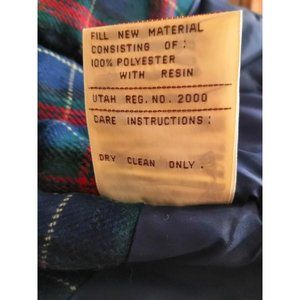 FILL NEW MATERIAL
CONSISTING OF:
100% POLYESTER
WITH RESIN
UTAH REG. NO. 2000
CARE INSTRUCTIONS:
DRY CLEAN ONLY.